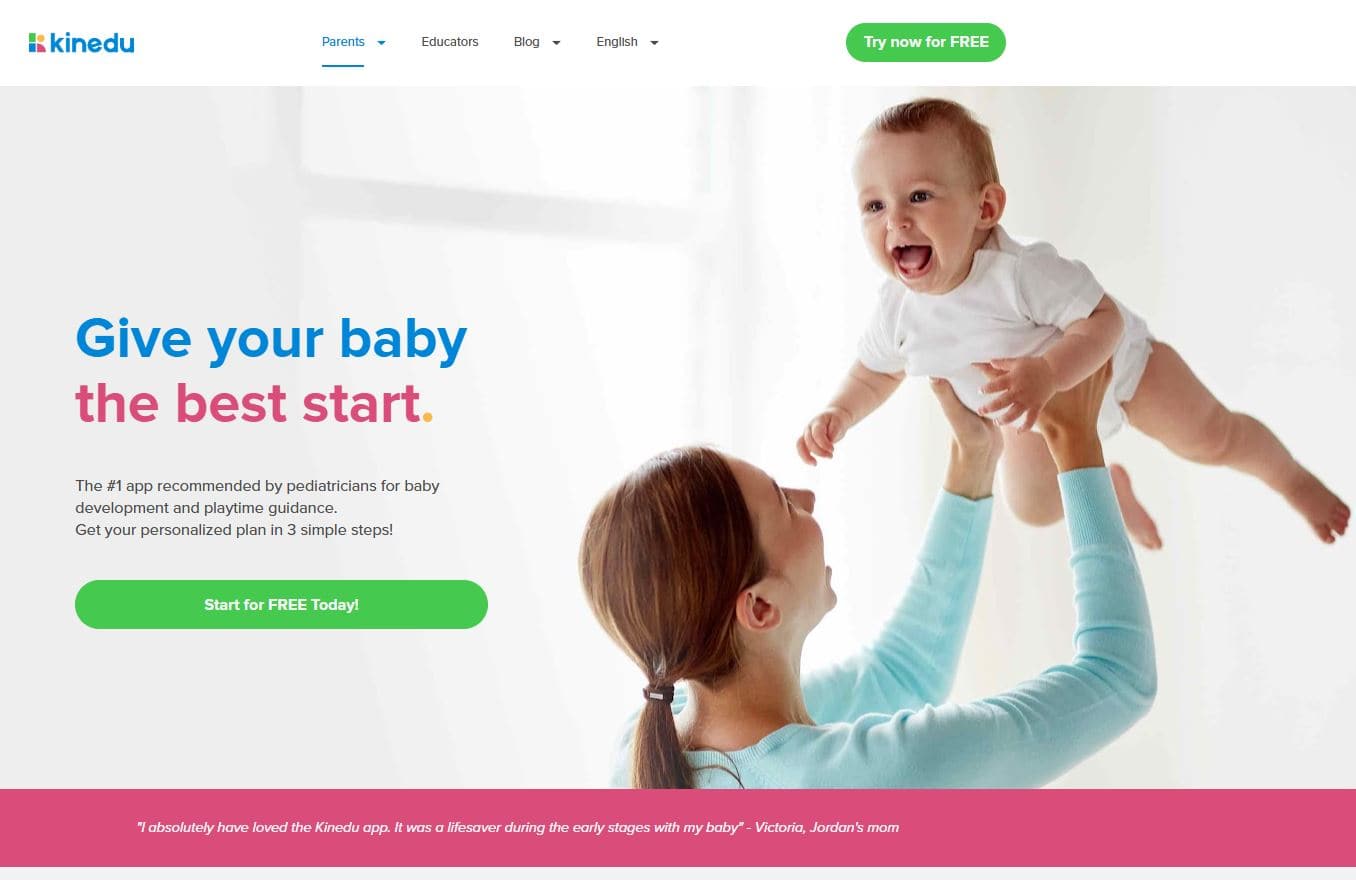 kinedu
Parents
Educators
Blog
English
Try now for FREE
Give your baby
the best start.
The #1 app recommended by pediatricians for baby
development and playtime guidance.
Get your personalized plan in 3 simple steps!
Start for FREE Today!
"I absolutely have loved the Kinedu app. It was a lifesaver during the early stages with my baby" - Victoria, Jordan's mom